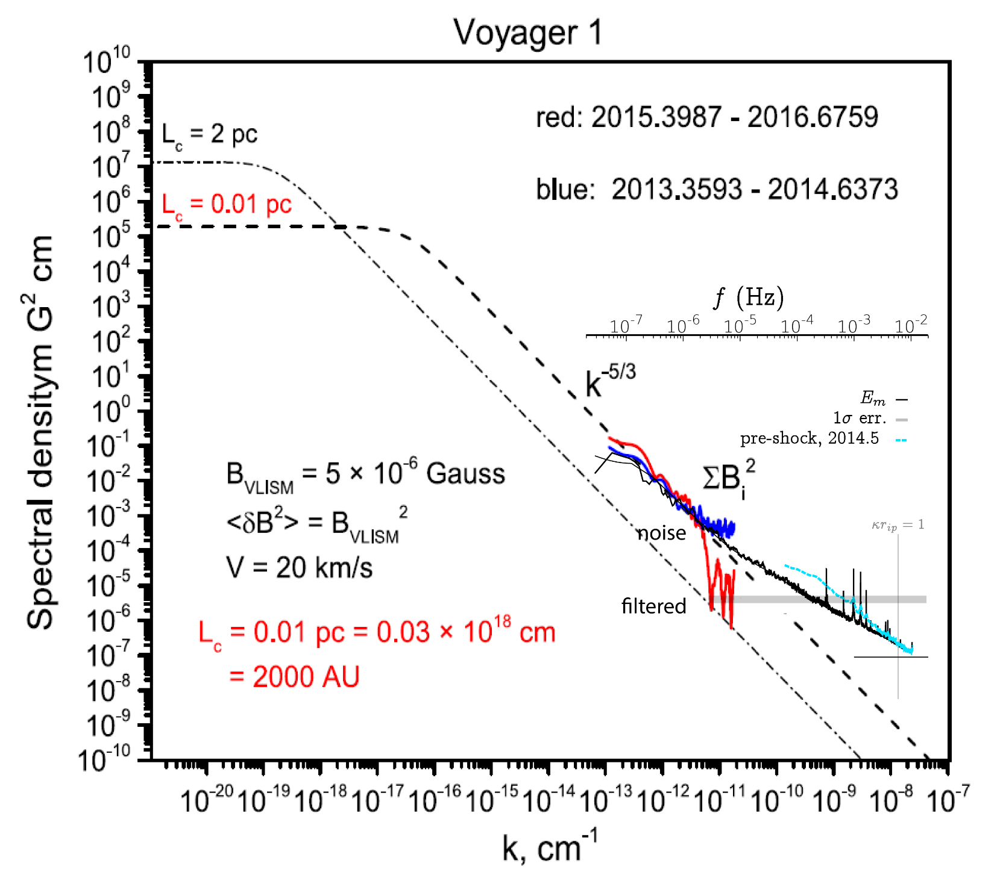 Voyager 1
10^10
10^9
10^8
10^7
10^6
10^5
10^4
10^3
10^2
10^1
10^0
10^-1
10^-2
10^-3
10^-4
10^-5
10^-6
10^-7
10^-8
10^-9
10^-10
Spectral densitym G^2 cm
L_c = 2 pc
L_c = 0.01 pc
red: 2015.3987 - 2016.6759
blue: 2013.3593 - 2014.6373
f (Hz)
10^-7 10^-6 10^-5 10^-4 10^-3 10^-2
k^-5/3
E_m
1σ err.
pre-shock, 2014.5
ΣB_i^2
B_VLISM = 5 × 10^-6 Gauss
<δB^2> = B_VLISM^2
V = 20 km/s
noise
κr_ip = 1
filtered
L_c = 0.01 pc = 0.03 × 10^18 cm
= 2000 AU
10^-20 10^-19 10^-18 10^-17 10^-16 10^-15 10^-14 10^-13 10^-12 10^-11 10^-10 10^-9 10^-8 10^-7
k, cm^-1